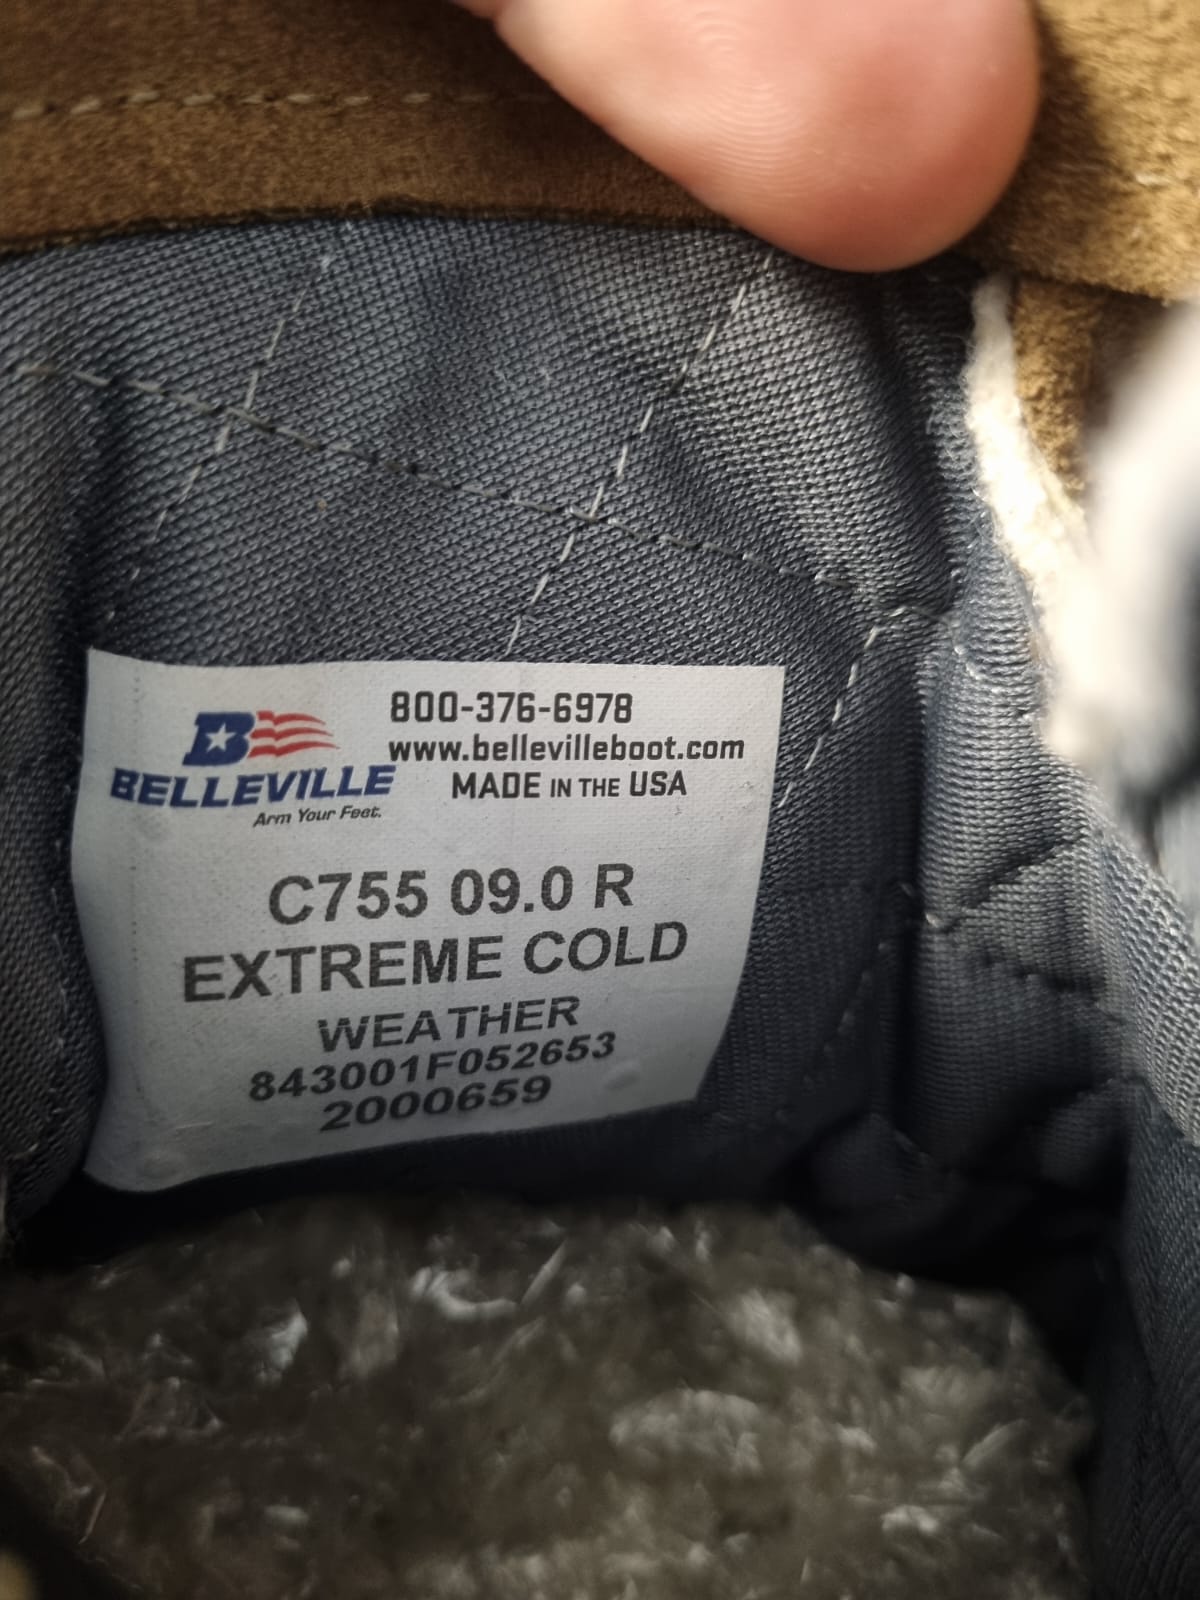 800-376-6978
www.bellevilleboot.com
MADE IN THE USA
B
BELLEVILLE
Arm Your Feet.
C755 09.0 R
EXTREME COLD
WEATHER
843001F052653
2000659